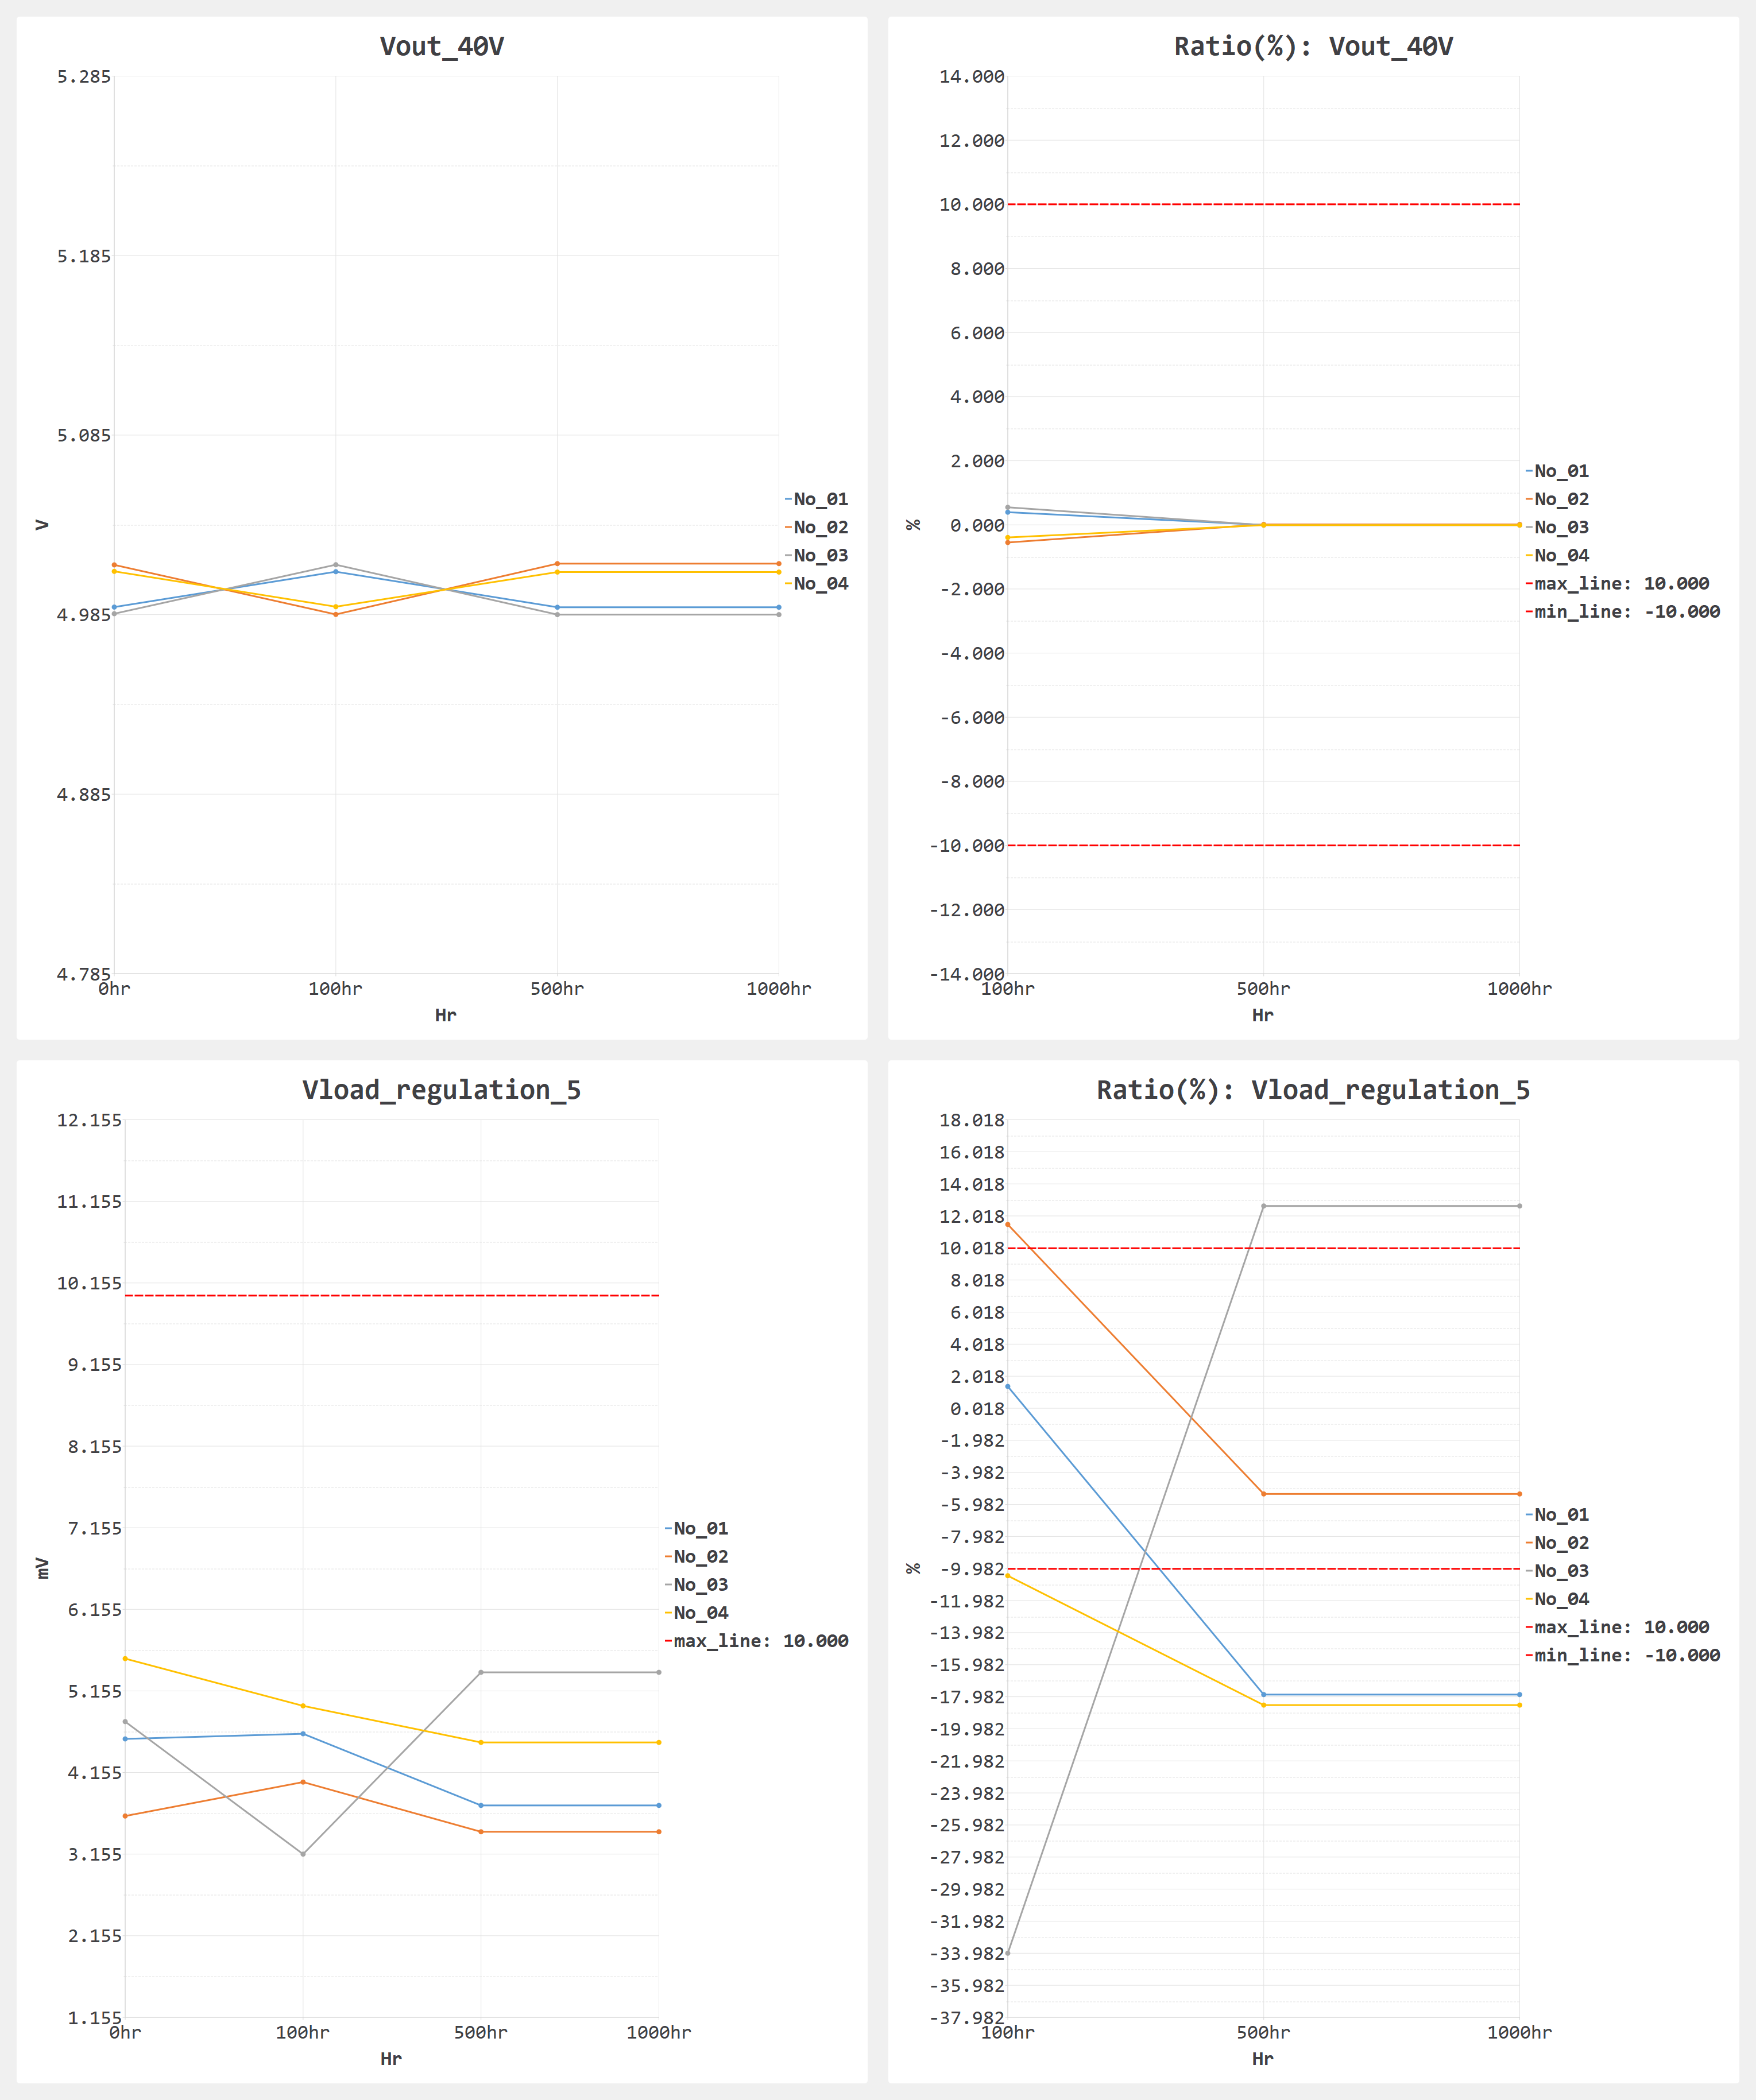 Vout_40V
5.285
5.185
5.085
4.985
4.885
4.785
V
0hr 100hr 500hr 1000hr
Hr
No_01
No_02
No_03
No_04
Ratio(%): Vout_40V
14.000
12.000
10.000
8.000
6.000
4.000
2.000
0.000
-2.000
-4.000
-6.000
-8.000
-10.000
-12.000
-14.000
%
100hr 500hr 1000hr
Hr
No_01
No_02
No_03
No_04
max_line: 10.000
min_line: -10.000
Vload_regulation_5
12.155
11.155
10.155
9.155
8.155
7.155
6.155
5.155
4.155
3.155
2.155
1.155
mV
0hr 100hr 500hr 1000hr
Hr
No_01
No_02
No_03
No_04
max_line: 10.000
Ratio(%): Vload_regulation_5
18.018
16.018
14.018
12.018
10.018
8.018
6.018
4.018
2.018
0.018
-1.982
-3.982
-5.982
-7.982
-9.982
-11.982
-13.982
-15.982
-17.982
-19.982
-21.982
-23.982
-25.982
-27.982
-29.982
-31.982
-33.982
-35.982
-37.982
%
100hr 500hr 1000hr
Hr
No_01
No_02
No_03
No_04
max_line: 10.000
min_line: -10.000